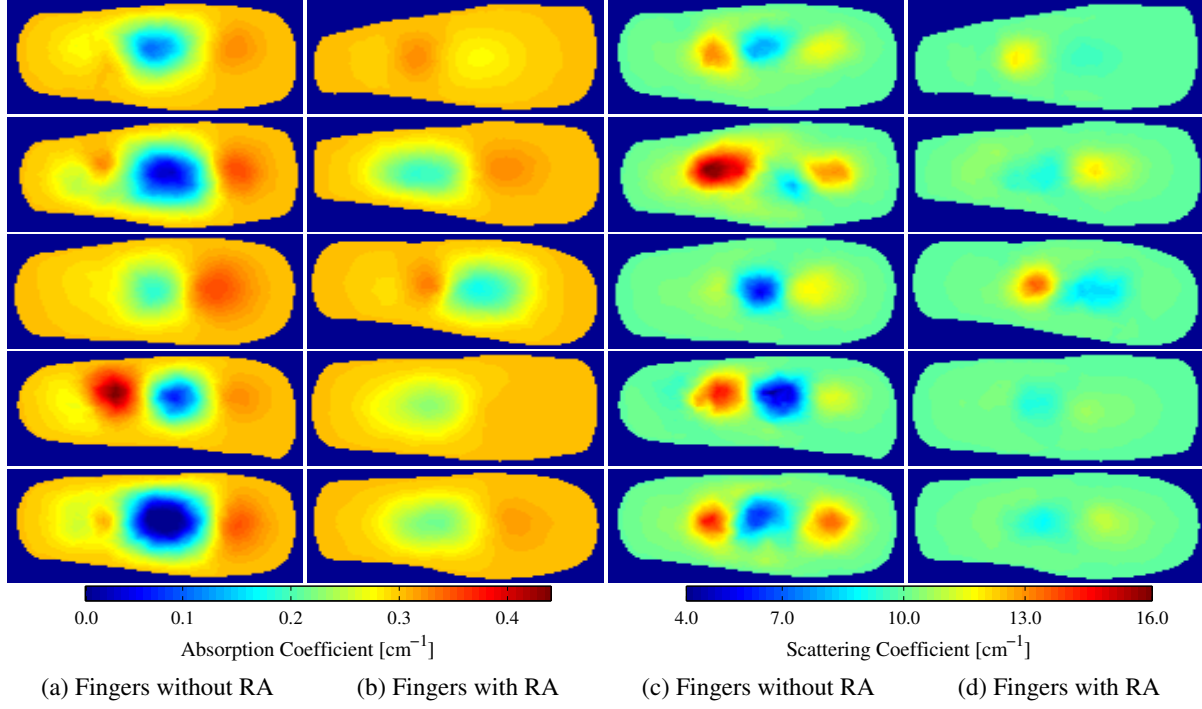 0.0 0.1 0.2 0.3 0.4 4.0 7.0 10.0 13.0 16.0
Absorption Coefficient [cm−1] Scattering Coefficient [cm−1]
(a) Fingers without RA (b) Fingers with RA (c) Fingers without RA (d) Fingers with RA